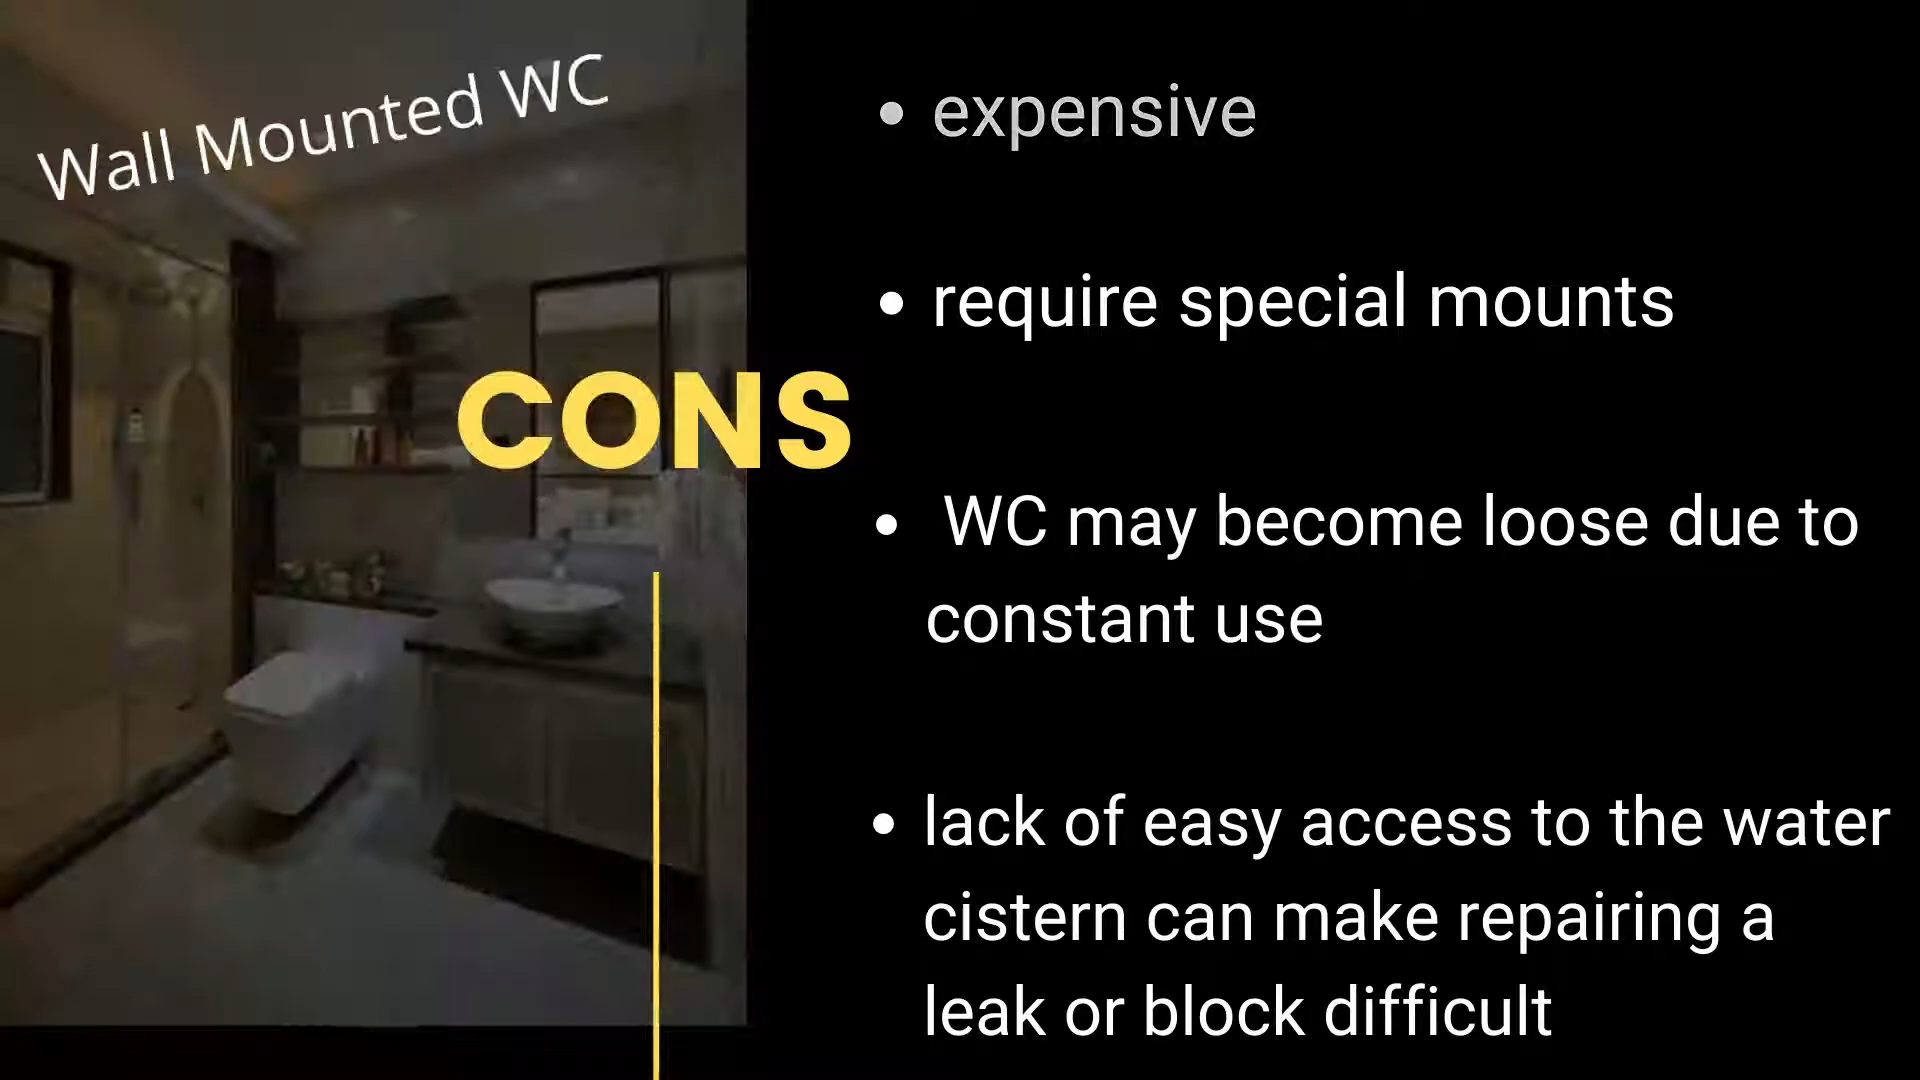 Wall Mounted WC
CONS
• expensive
• require special mounts
• WC may become loose due to
constant use
• lack of easy access to the water
cistern can make repairing a
leak or block difficult